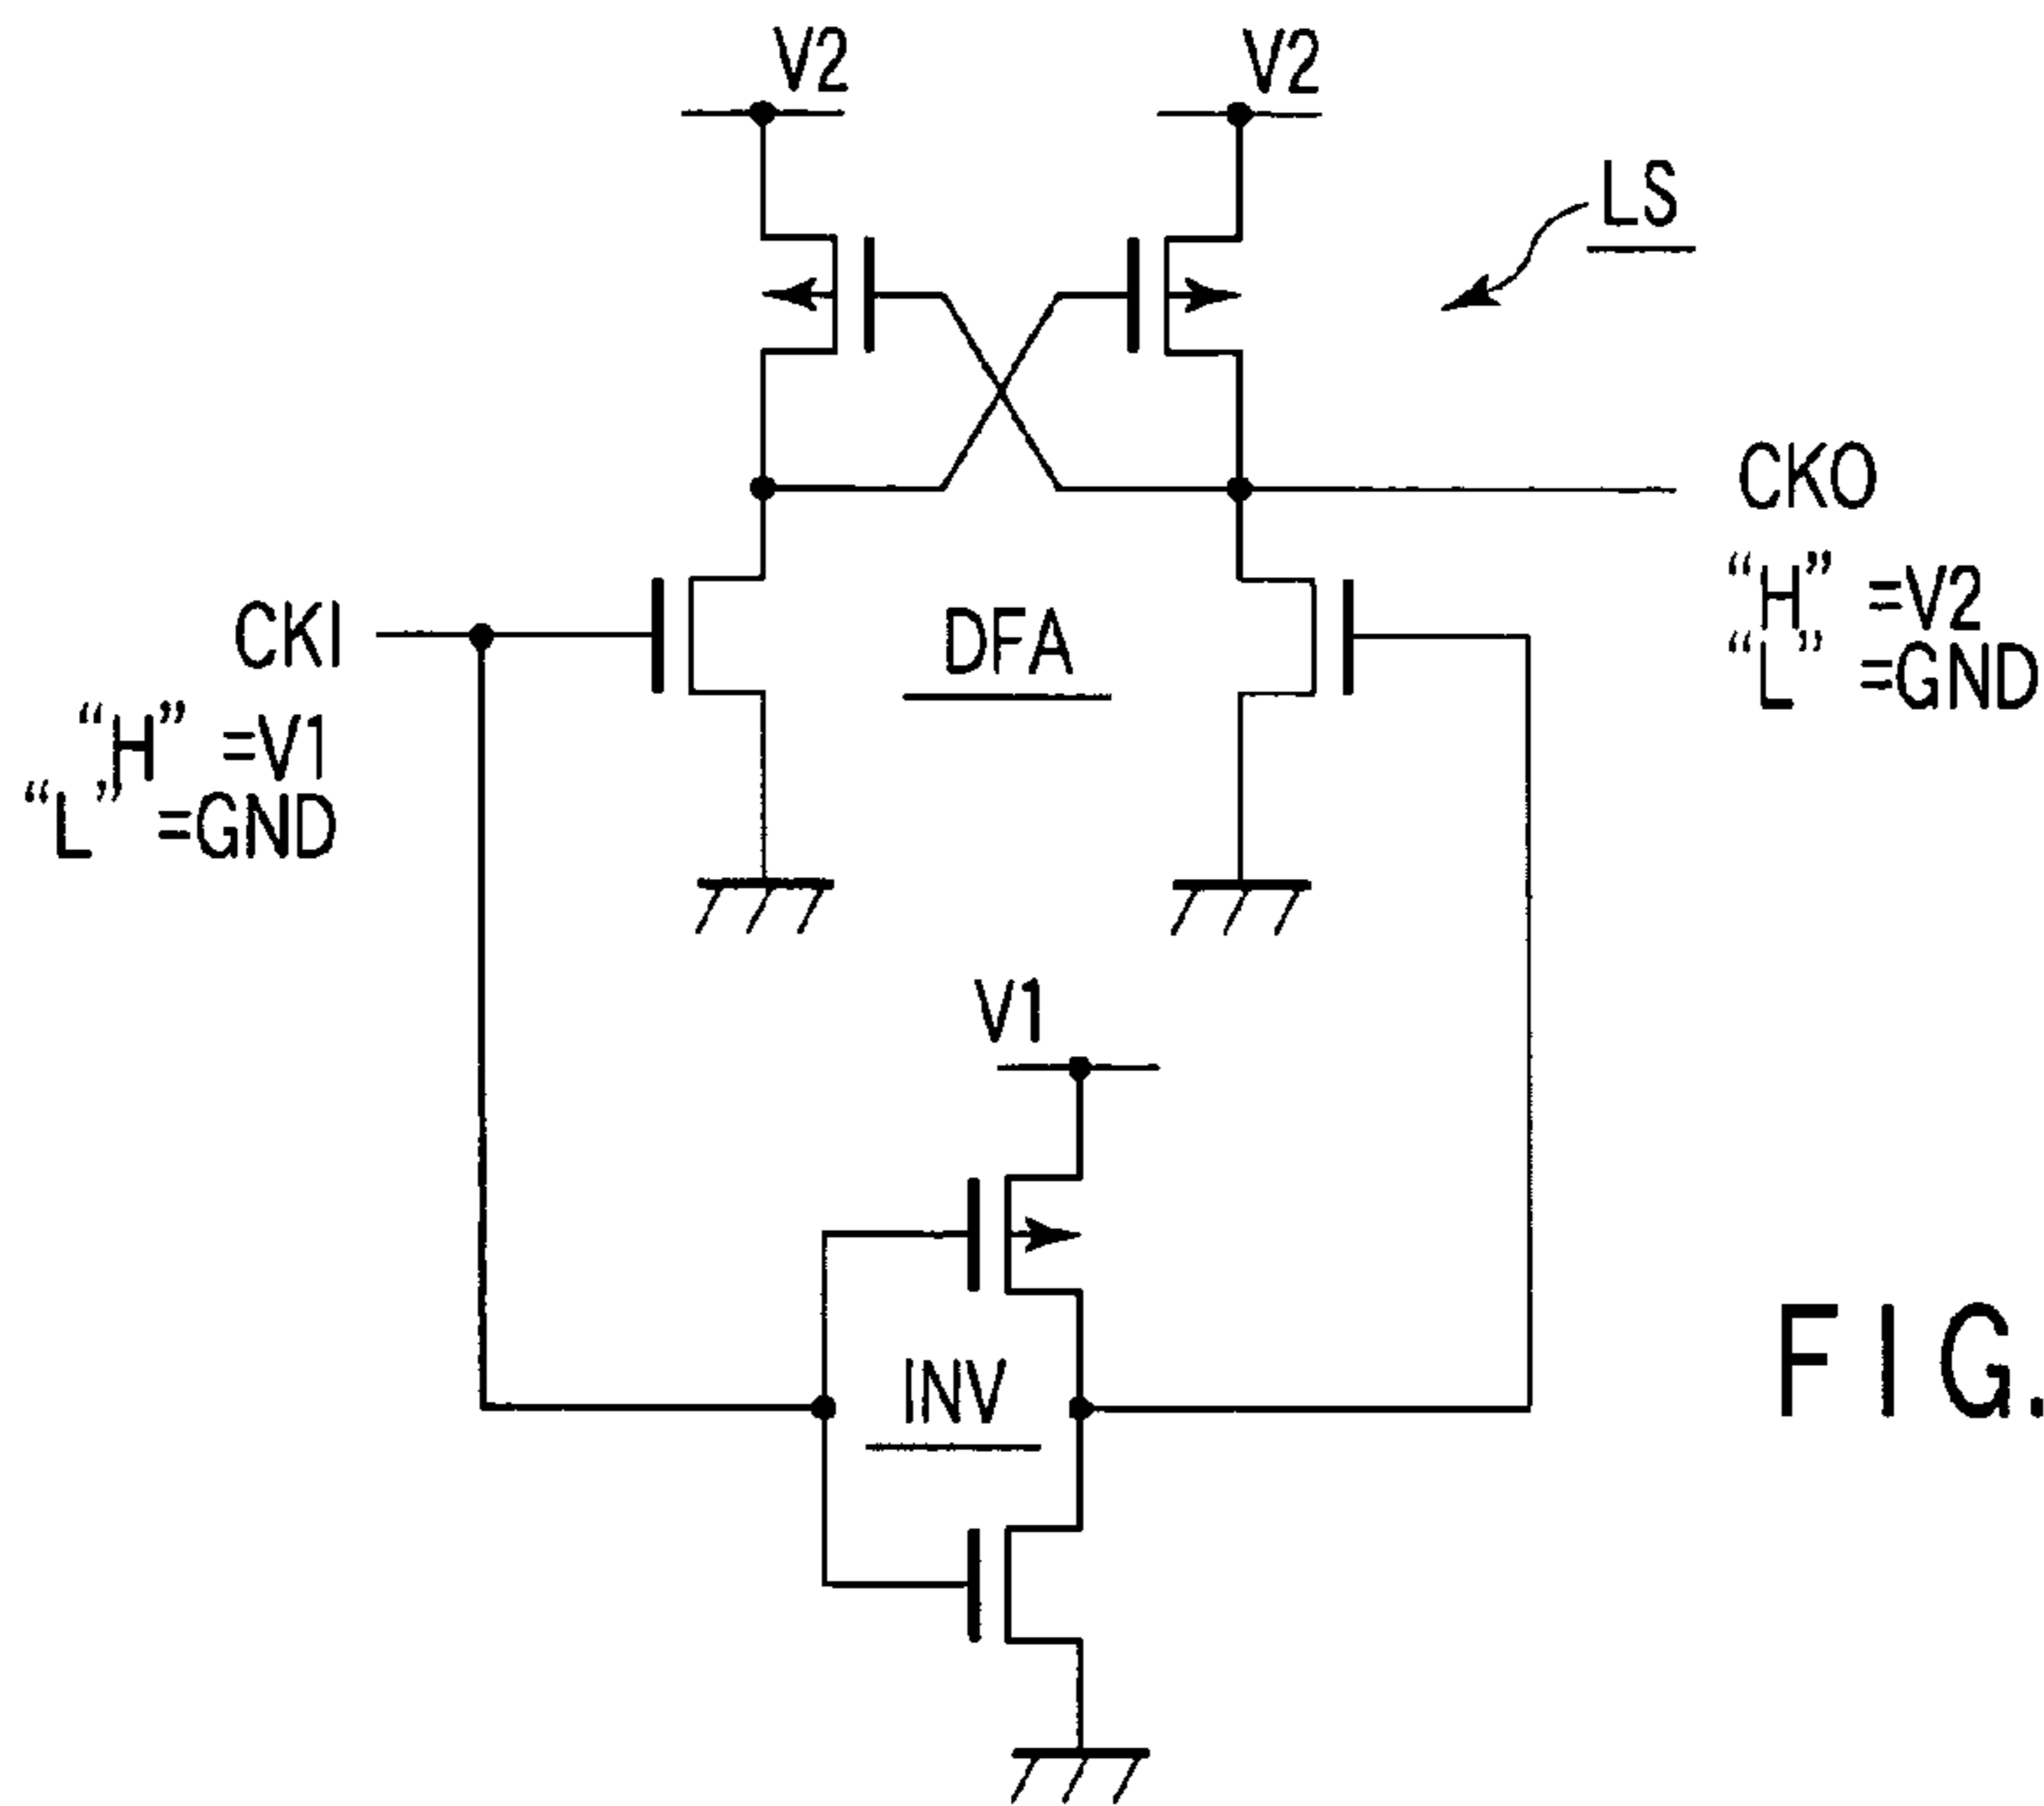 V2
V2
LS
CKO
“H” =V2
“L” =GND
CKI
“H” =V1
“L” =GND
DFA
V1
INV
FIG.